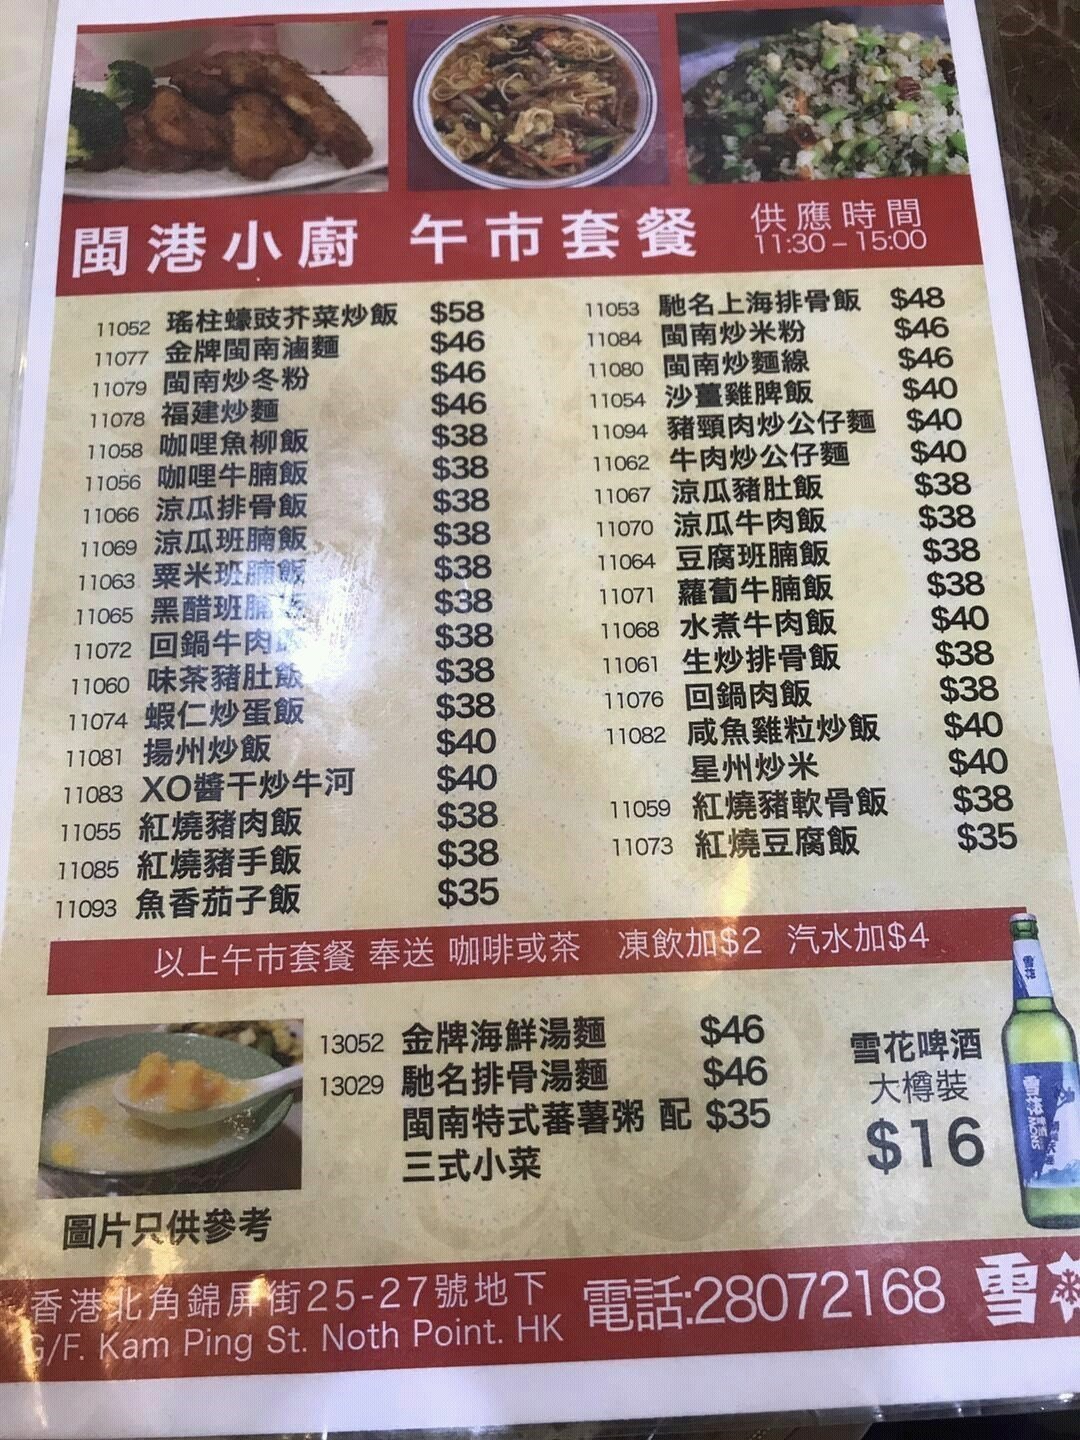 閩港小廚 午市套餐
供應時間
11:30 – 15:00
11052 瑤柱蠔豉芥菜炒飯 $58
11077 金牌閩南滷麵 $46
11079 閩南炒冬粉 $46
11078 福建炒麵 $46
11058 咖哩魚柳飯 $38
11056 咖哩牛腩飯 $38
11066 涼瓜排骨飯 $38
11069 涼瓜班腩飯 $38
11063 粟米班腩飯 $38
11065 黑醋班腩 $38
11072 回鍋牛肉 $38
11060 味茶豬肚飯 $38
11074 蝦仁炒蛋飯 $38
11081 揚州炒飯 $40
11083 XO醬干炒牛河 $40
11055 紅燒豬肉飯 $38
11085 紅燒豬手飯 $38
11093 魚香茄子飯 $35
11053 馳名上海排骨飯 $48
11084 閩南炒米粉 $46
11080 閩南炒麵線 $46
11054 沙薑雞脾飯 $40
11094 豬頸肉炒公仔麵 $40
11062 牛肉炒公仔麵 $40
11067 涼瓜豬肚飯 $38
11070 涼瓜牛肉飯 $38
11064 豆腐班腩飯 $38
11071 蘿蔔牛腩飯 $38
11068 水煮牛肉飯 $40
11061 生炒排骨飯 $38
11076 回鍋肉飯 $38
11082 咸魚雞粒炒飯 $40
星州炒米 $40
11059 紅燒豬軟骨飯 $38
11073 紅燒豆腐飯 $35
以上午市套餐 奉送 咖啡或茶 凍飲加$2 汽水加$4
13052 金牌海鮮湯麵 $46
13029 馳名排骨湯麵 $46
閩南特式蕃薯粥 配 $35
三式小菜
雪花啤酒
大樽裝
$16
圖片只供參考
香港北角錦屏街25-27號地下
G/F. Kam Ping St. Noth Point. HK
電話:28072168
雪